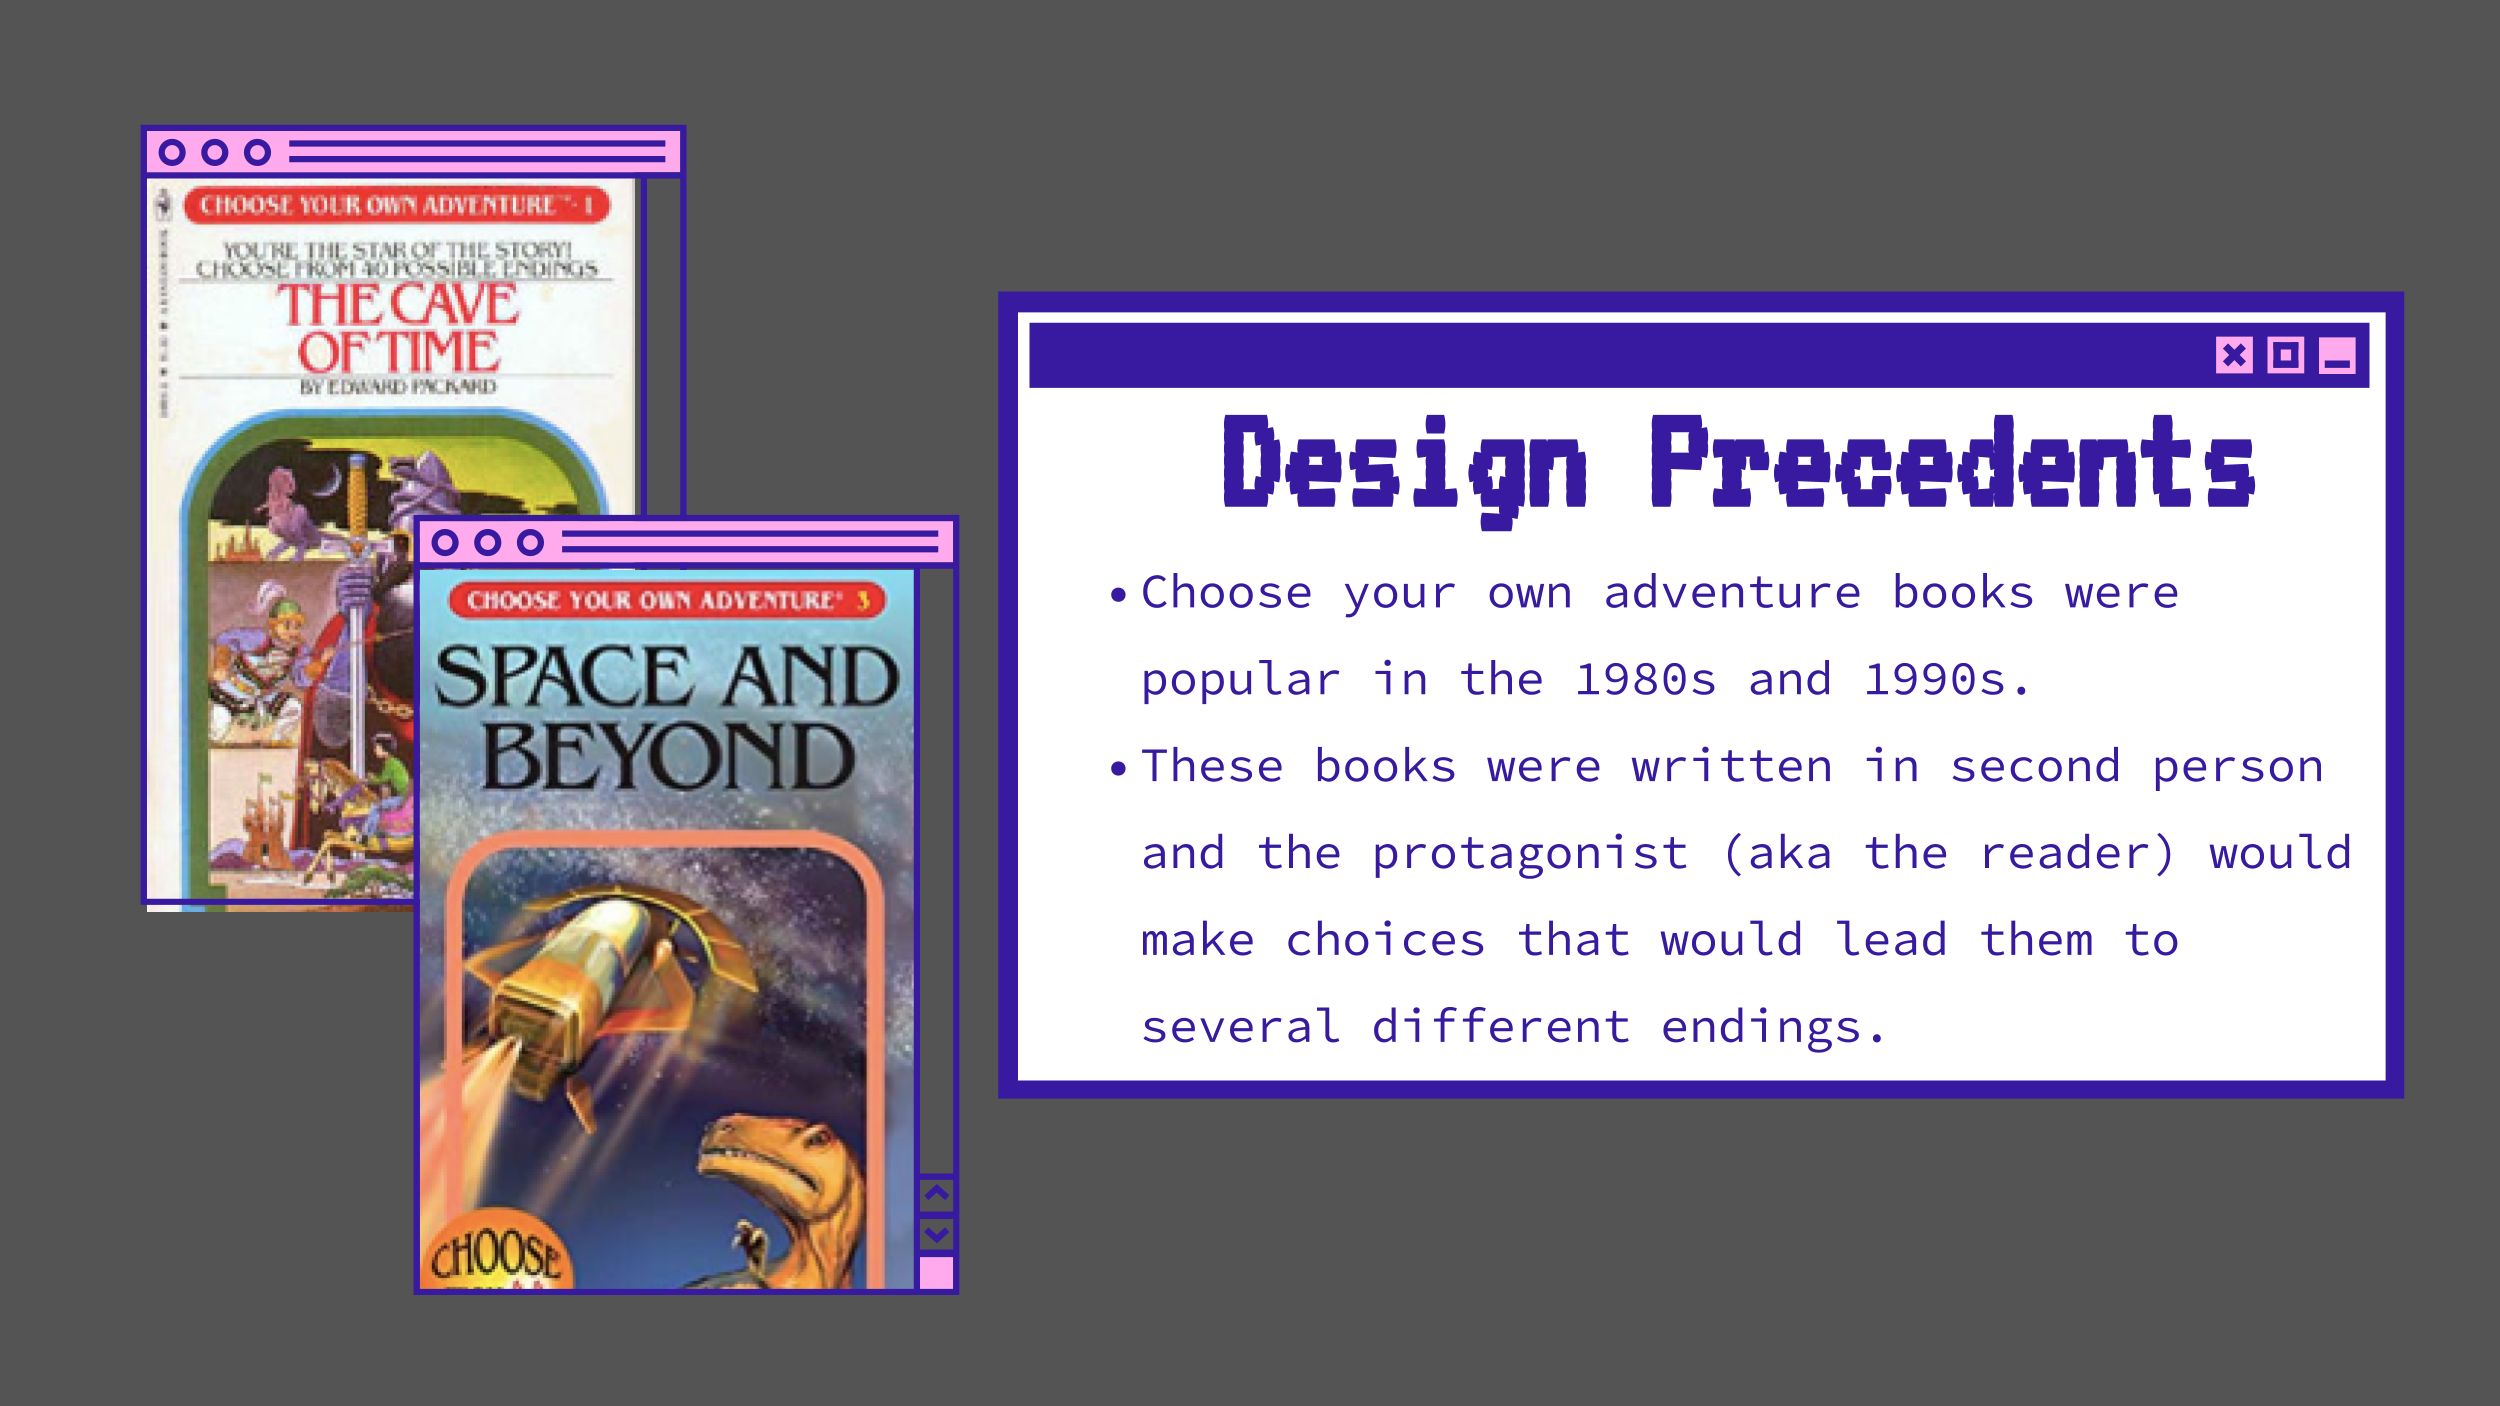 CHOOSE YOUR OWN ADVENTURE™ · 1
YOU'RE THE STAR OF THE STORY!
CHOOSE FROM 40 POSSIBLE ENDINGS
THE CAVE
OF TIME
BY EDWARD PACKARD
CHOOSE YOUR OWN ADVENTURE® 3
SPACE AND
BEYOND
CHOOSE
Design Precedents
• Choose your own adventure books were
popular in the 1980s and 1990s.
• These books were written in second person
and the protagonist (aka the reader) would
make choices that would lead them to
several different endings.